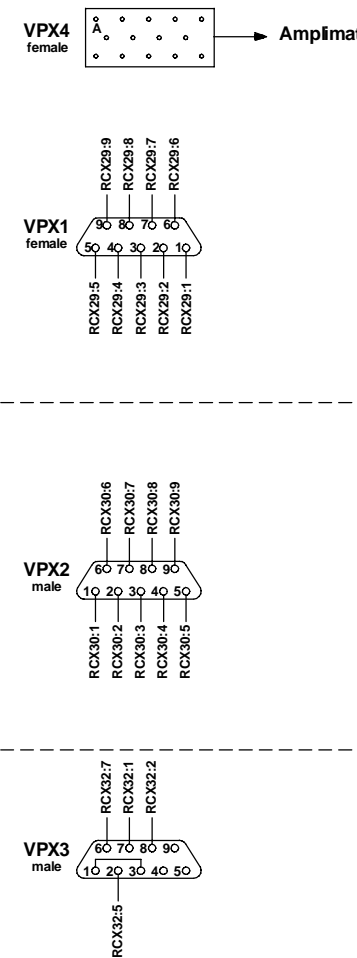 VPX4
female
A
Amplimat
RCX29:9
RCX29:8
RCX29:7
RCX29:6
VPX1
female
9 8 7 6
5 4 3 2 1
RCX29:5
RCX29:4
RCX29:3
RCX29:2
RCX29:1
RCX30:6
RCX30:7
RCX30:8
RCX30:9
VPX2
male
6 7 8 9
1 2 3 4 5
RCX30:1
RCX30:2
RCX30:3
RCX30:4
RCX30:5
RCX32:7
RCX32:1
RCX32:2
VPX3
male
6 7 8 9
1 2 3 4 5
RCX32:5